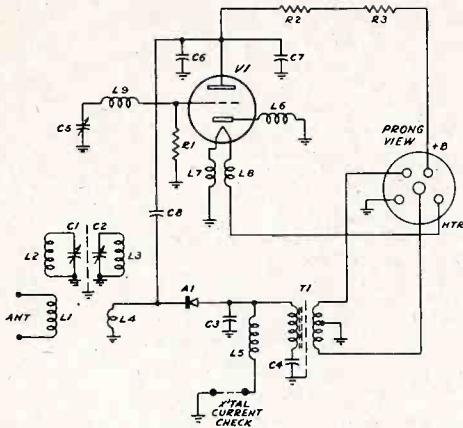 R2
R3
C6
C7
V1
L9
L6
C5
R1
PRONG
VIEW
+B
L7
L8
C8
HTR
C1
C2
L2
L3
A1
T1
ANT
L1
L4
C3
L5
C4
X'TAL
CURRENT
CHECK